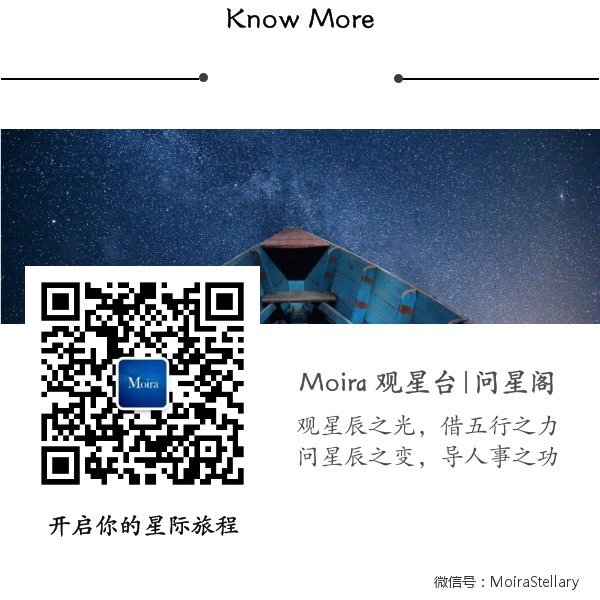 Know More
Moira
Moira 观星台|问星阁
观星辰之光，借五行之力
问星辰之变，导人事之功
开启你的星际旅程
微信号：MoiraStellary